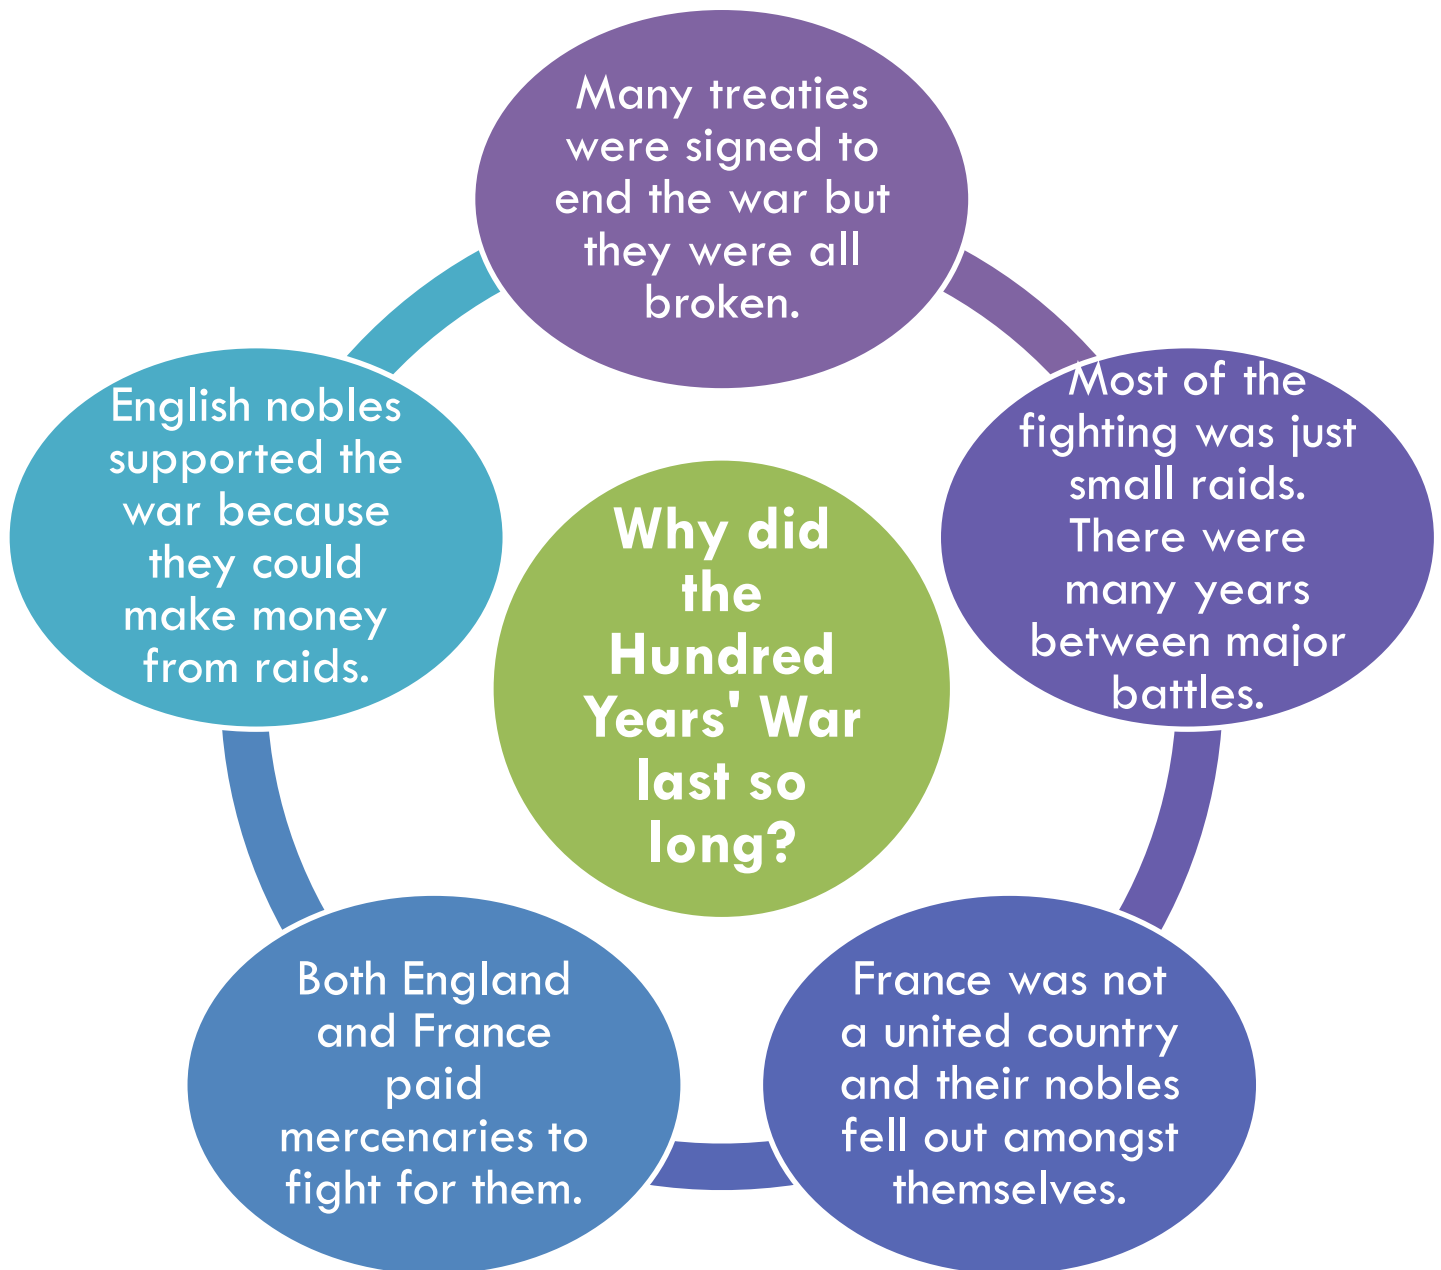 Many treaties
were signed to
end the war but
they were all
broken.
Most of the
fighting was just
small raids.
There were
many years
between major
battles.
France was not
a united country
and their nobles
fell out amongst
themselves.
Both England
and France
paid
mercenaries to
fight for them.
English nobles
supported the
war because
they could
make money
from raids.
Why did
the
Hundred
Years' War
last so
long?